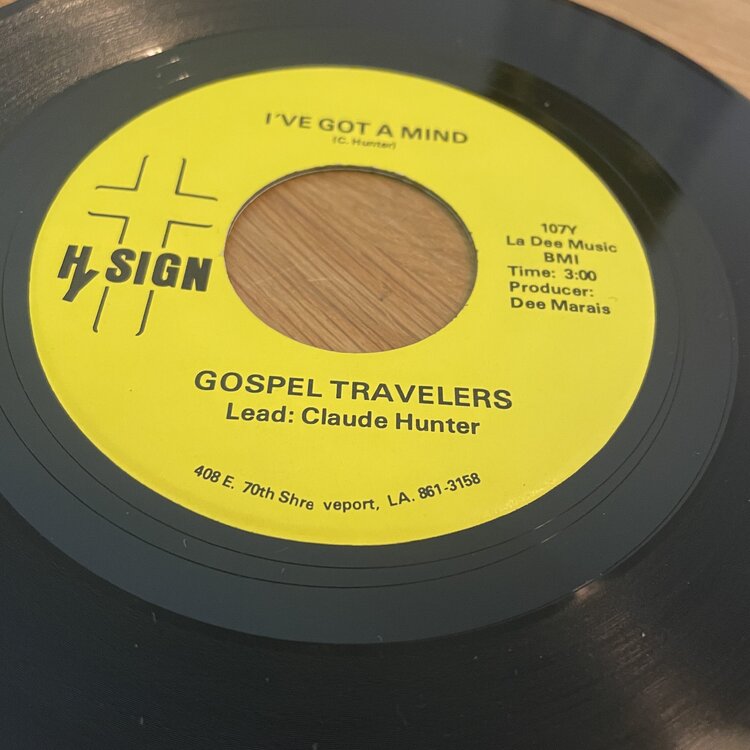 I'VE GOT A MIND
(C. Hunter)
107Y
La Dee Music
BMI
Time: 3:00
Producer:
Dee Marais
Hy SIGN
GOSPEL TRAVELERS
Lead: Claude Hunter
408 E. 70th Shre veport, LA. 861-3158